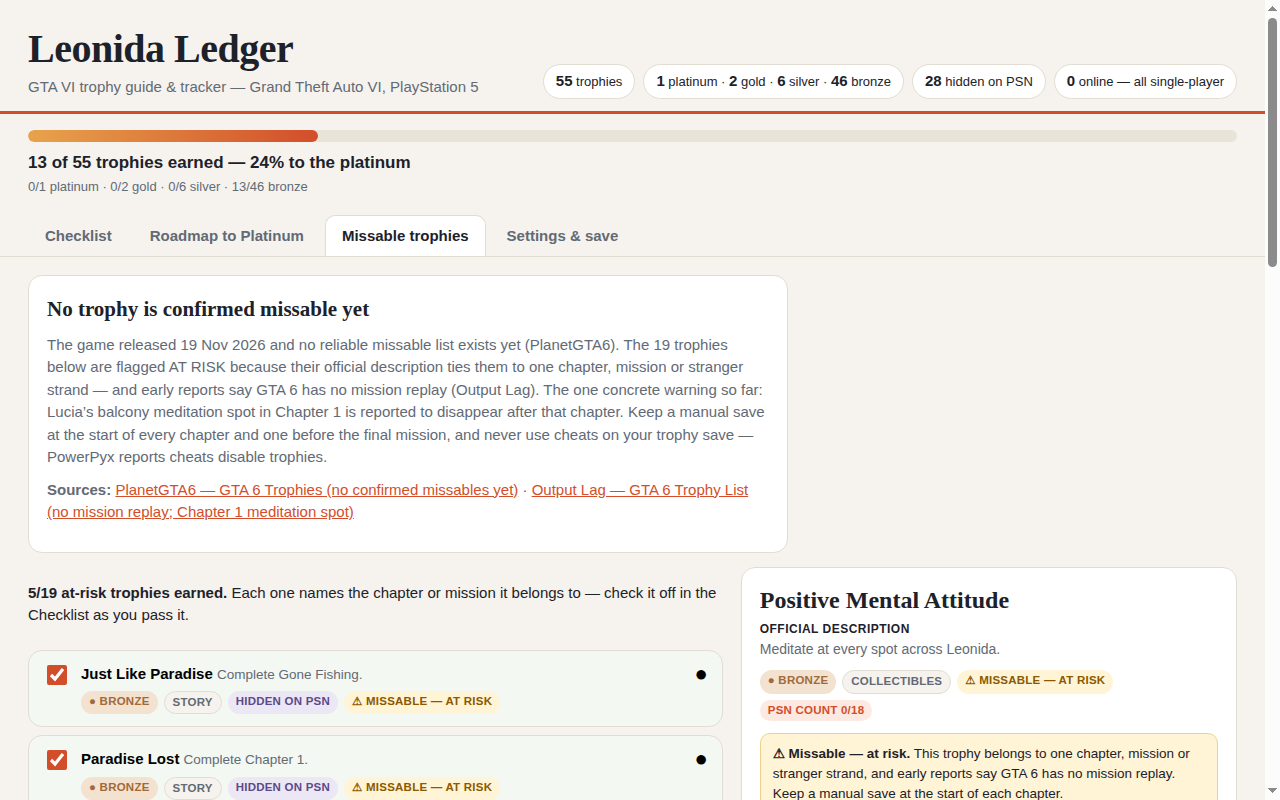 Leonida Ledger
GTA VI trophy guide & tracker — Grand Theft Auto VI, PlayStation 5
55 trophies
1 platinum · 2 gold · 6 silver · 46 bronze
28 hidden on PSN
0 online — all single-player
13 of 55 trophies earned — 24% to the platinum
0/1 platinum · 0/2 gold · 0/6 silver · 13/46 bronze
Checklist
Roadmap to Platinum
Missable trophies
Settings & save
No trophy is confirmed missable yet
The game released 19 Nov 2026 and no reliable missable list exists yet (PlanetGTA6). The 19 trophies
below are flagged AT RISK because their official description ties them to one chapter, mission or stranger
strand — and early reports say GTA 6 has no mission replay (Output Lag). The one concrete warning so far:
Lucia's balcony meditation spot in Chapter 1 is reported to disappear after that chapter. Keep a manual save
at the start of every chapter and one before the final mission, and never use cheats on your trophy save —
PowerPyx reports cheats disable trophies.
Sources: PlanetGTA6 — GTA 6 Trophies (no confirmed missables yet) · Output Lag — GTA 6 Trophy List
(no mission replay; Chapter 1 meditation spot)
5/19 at-risk trophies earned. Each one names the chapter or mission it belongs to — check it off in the
Checklist as you pass it.
Just Like Paradise Complete Gone Fishing.
● BRONZE
STORY
HIDDEN ON PSN
⚠ MISSABLE — AT RISK
Paradise Lost Complete Chapter 1.
● BRONZE
STORY
HIDDEN ON PSN
⚠ MISSABLE — AT RISK
Positive Mental Attitude
OFFICIAL DESCRIPTION
Meditate at every spot across Leonida.
● BRONZE
COLLECTIBLES
⚠ MISSABLE — AT RISK
PSN COUNT 0/18
⚠ Missable — at risk. This trophy belongs to one chapter, mission or
stranger strand, and early reports say GTA 6 has no mission replay.
Keep a manual save at the start of each chapter.